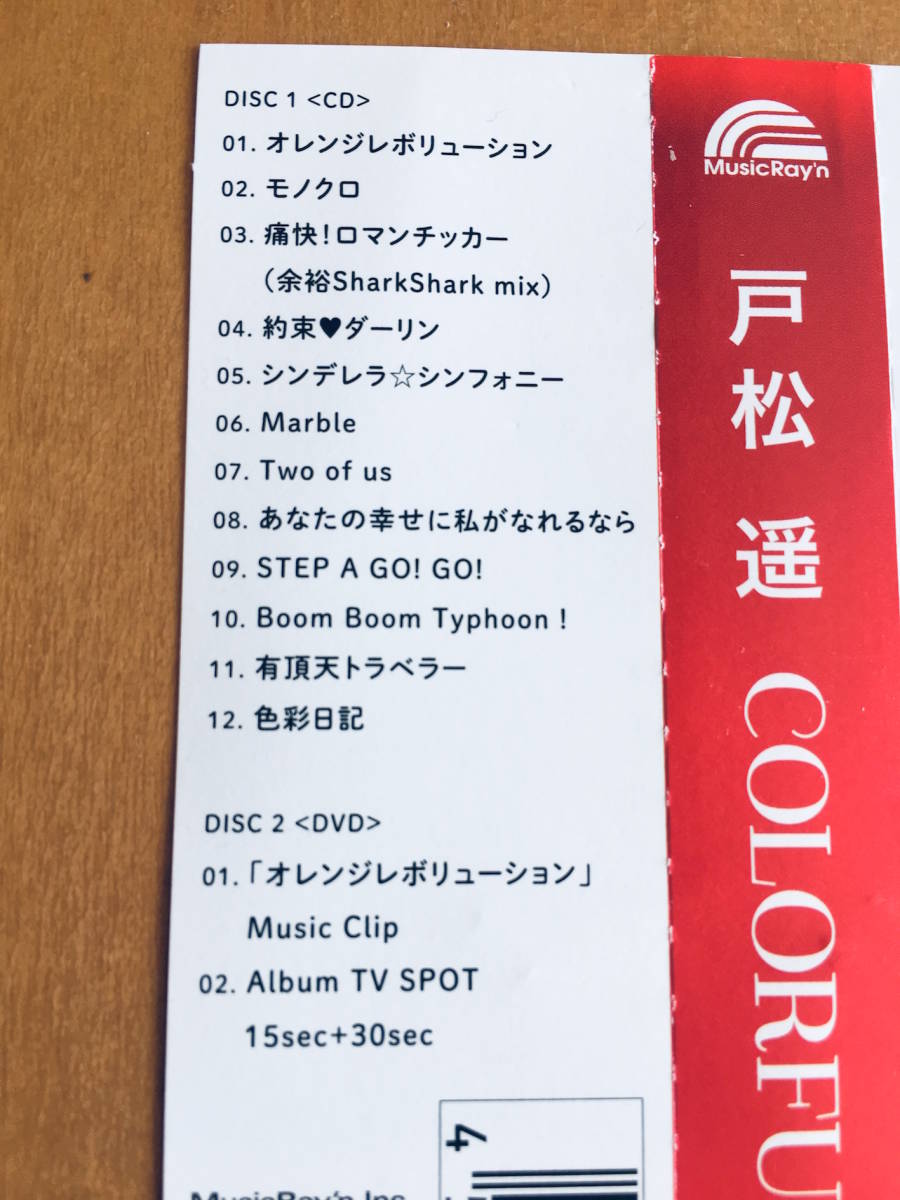 DISC 1 <CD>
01. オレンジレボリューション
02. モノクロ
03. 痛快!ロマンチッカー
(余裕SharkShark mix)
04. 約束♥ダーリン
05. シンデレラ☆シンフォニー
06. Marble
07. Two of us
08. あなたの幸せに私がなれるなら
09. STEP A GO! GO!
10. Boom Boom Typhoon !
11. 有頂天トラベラー
12. 色彩日記
DISC 2 <DVD>
01.「オレンジレボリューション」
Music Clip
02. Album TV SPOT
15sec+30sec
4
MusicRay'n Inc
MusicRay'n
戸松 遥 COLORFU